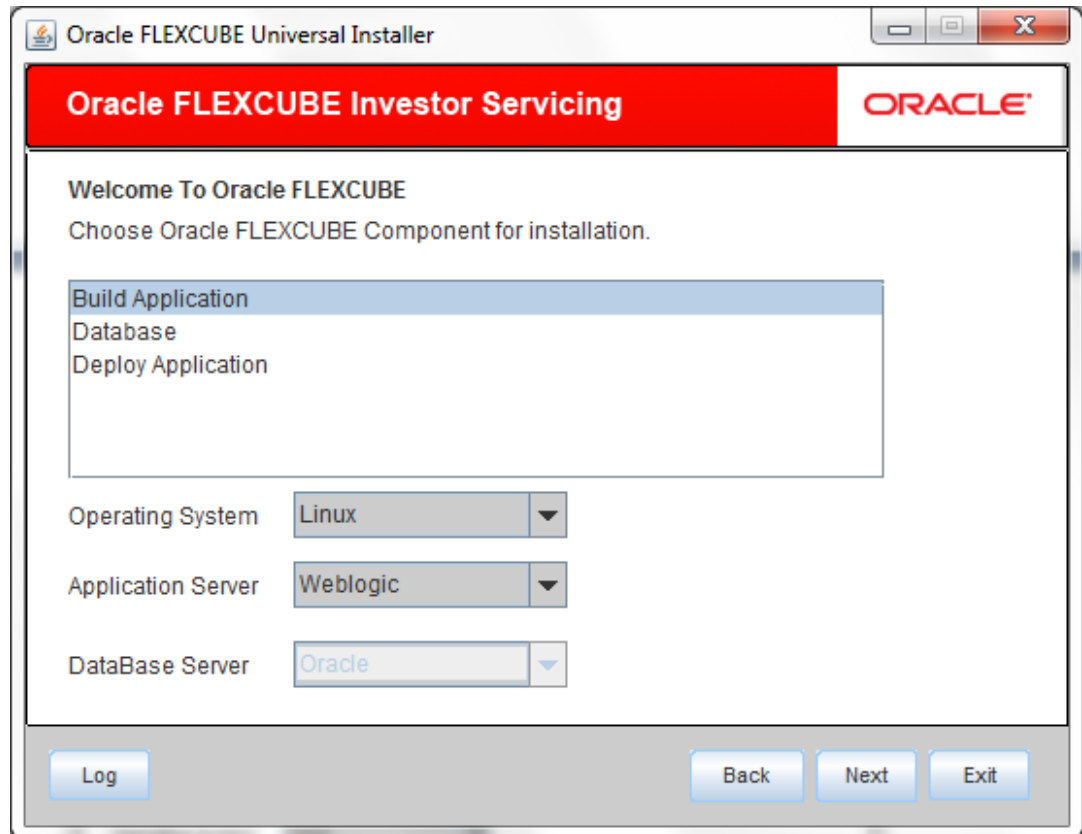 Oracle FLEXCUBE Universal Installer
Oracle FLEXCUBE Investor Servicing
ORACLE
Welcome To Oracle FLEXCUBE
Choose Oracle FLEXCUBE Component for installation.
Build Application
Database
Deploy Application
Operating System Linux
Application Server Weblogic
DataBase Server Oracle
Log Back Next Exit